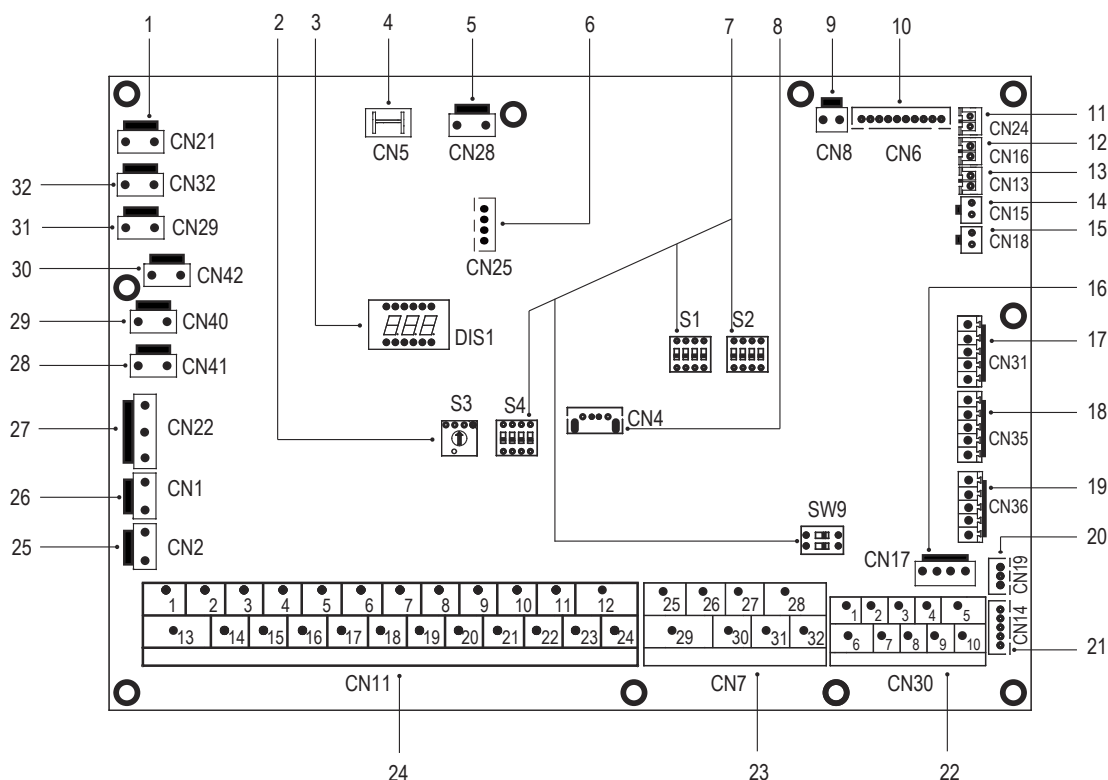 1 2 3 4 5 6 7 8 9 10
11
CN21 CN5 CN28 CN8 CN6 CN24
12
CN16
32 CN32 13
CN13
31 CN29 14
CN15
CN25 15
CN18
30 CN42
16
29 CN40 DIS1 S1 S2
17
28 CN41 CN31
S3 S4 CN4 18
27 CN22 CN35
26 CN1 19
CN36
SW9 20
25 CN2 CN17 CN19
1 2 3 4 5 6 7 8 9 10 11 12 25 26 27 28 1 2 3 4 5 CN14
13 14 15 16 17 18 19 20 21 22 23 24 29 30 31 32 6 7 8 9 10 21
CN11 CN7 CN30
24 23 22